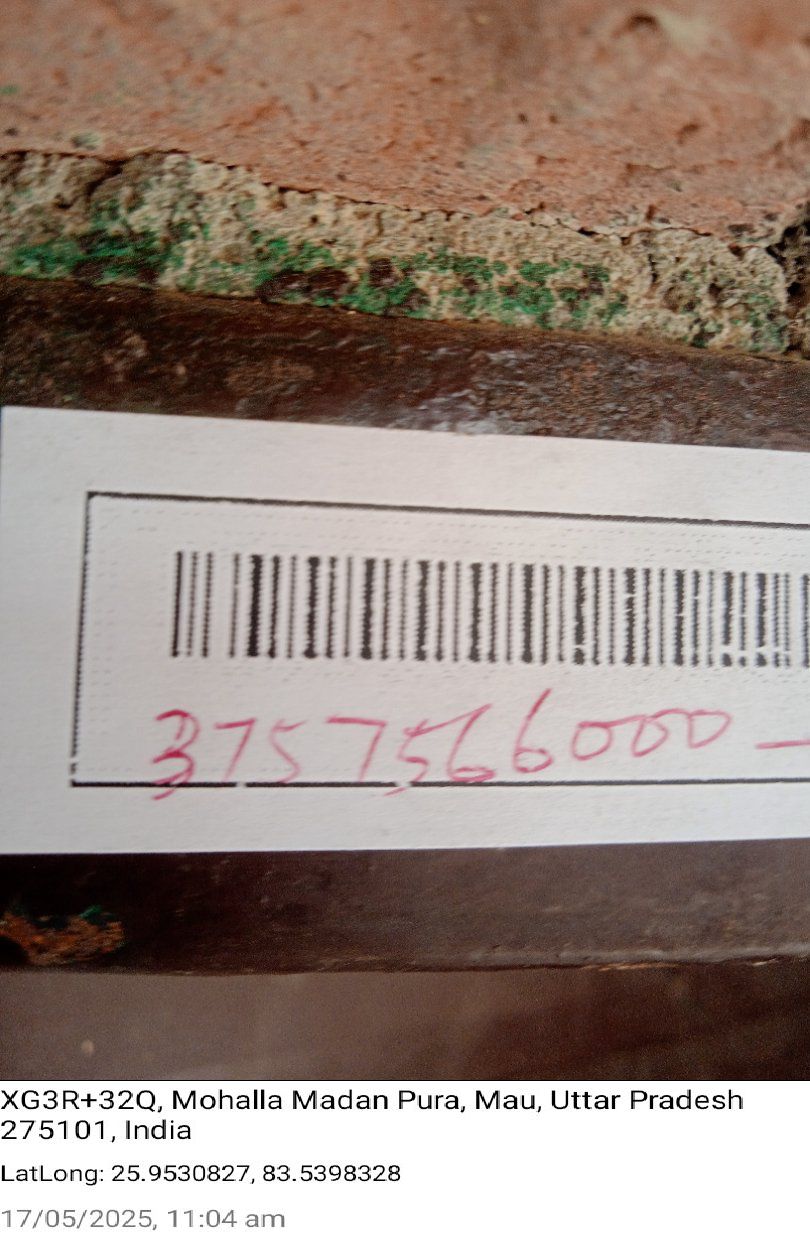 3757566000-
XG3R+32Q, Mohalla Madan Pura, Mau, Uttar Pradesh
275101, India
LatLong: 25.9530827, 83.5398328
17/05/2025, 11:04 am